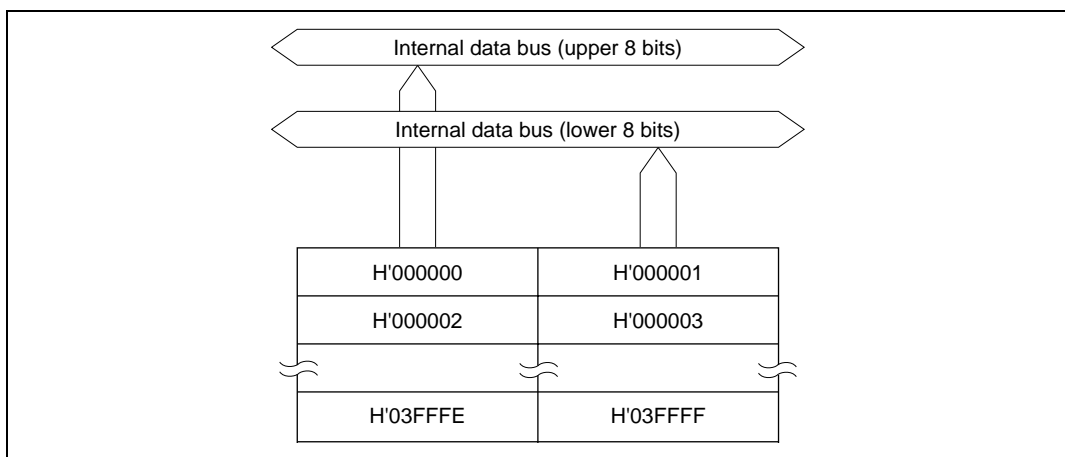 Internal data bus (upper 8 bits)
Internal data bus (lower 8 bits)
H'000000 H'000001
H'000002 H'000003
H'03FFFE H'03FFFF